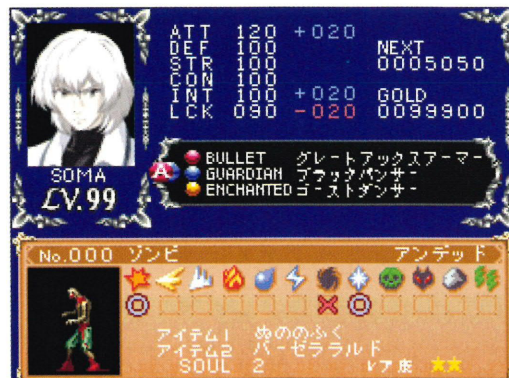 ATT 120 +020
DEF 100
STR 100
CON 100
INT 100 +020
LCK 090 -020
NEXT
0005050
GOLD
0099900
SOMA
LV.99
A
BULLET グレートアックスアーマー
GUARDIAN ブラックパンサー
ENCHANTED ゴーストダンサー
No.000 ゾンビ アンデッド
アイテム1 ぬののふく
アイテム2 バーゼラルド
SOUL 2 レア度 ★★